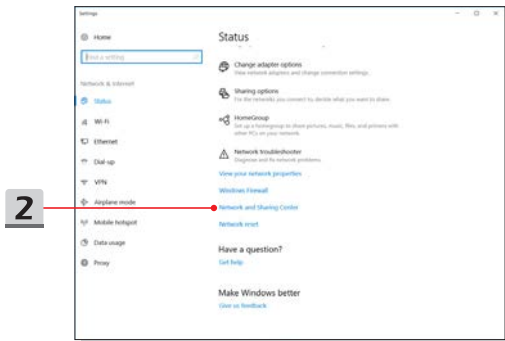 Settings
Home
Find a setting
Network & Internet
Status
Wi-Fi
Ethernet
Dial-up
VPN
Airplane mode
Mobile hotspot
Data usage
Proxy
2
Status
Change adapter options
View network adapters and change connection settings.
Sharing options
For the networks you connect to, decide what you want to share.
HomeGroup
Set up a homegroup to share pictures, music, files, and printers with
other PCs on your network.
Network troubleshooter
Diagnose and fix network problems.
View your network properties
Windows Firewall
Network and Sharing Center
Network reset
Have a question?
Get help
Make Windows better
Give us feedback